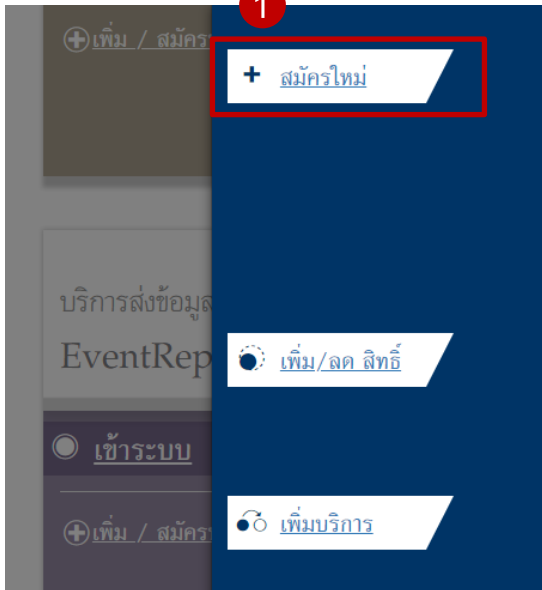 1
เพิ่ม / สมัคร
สมัครใหม่
บริการส่งข้อมูล
EventRep
เพิ่ม/ลด สิทธิ์
เข้าระบบ
เพิ่ม / สมัคร
เพิ่มบริการ